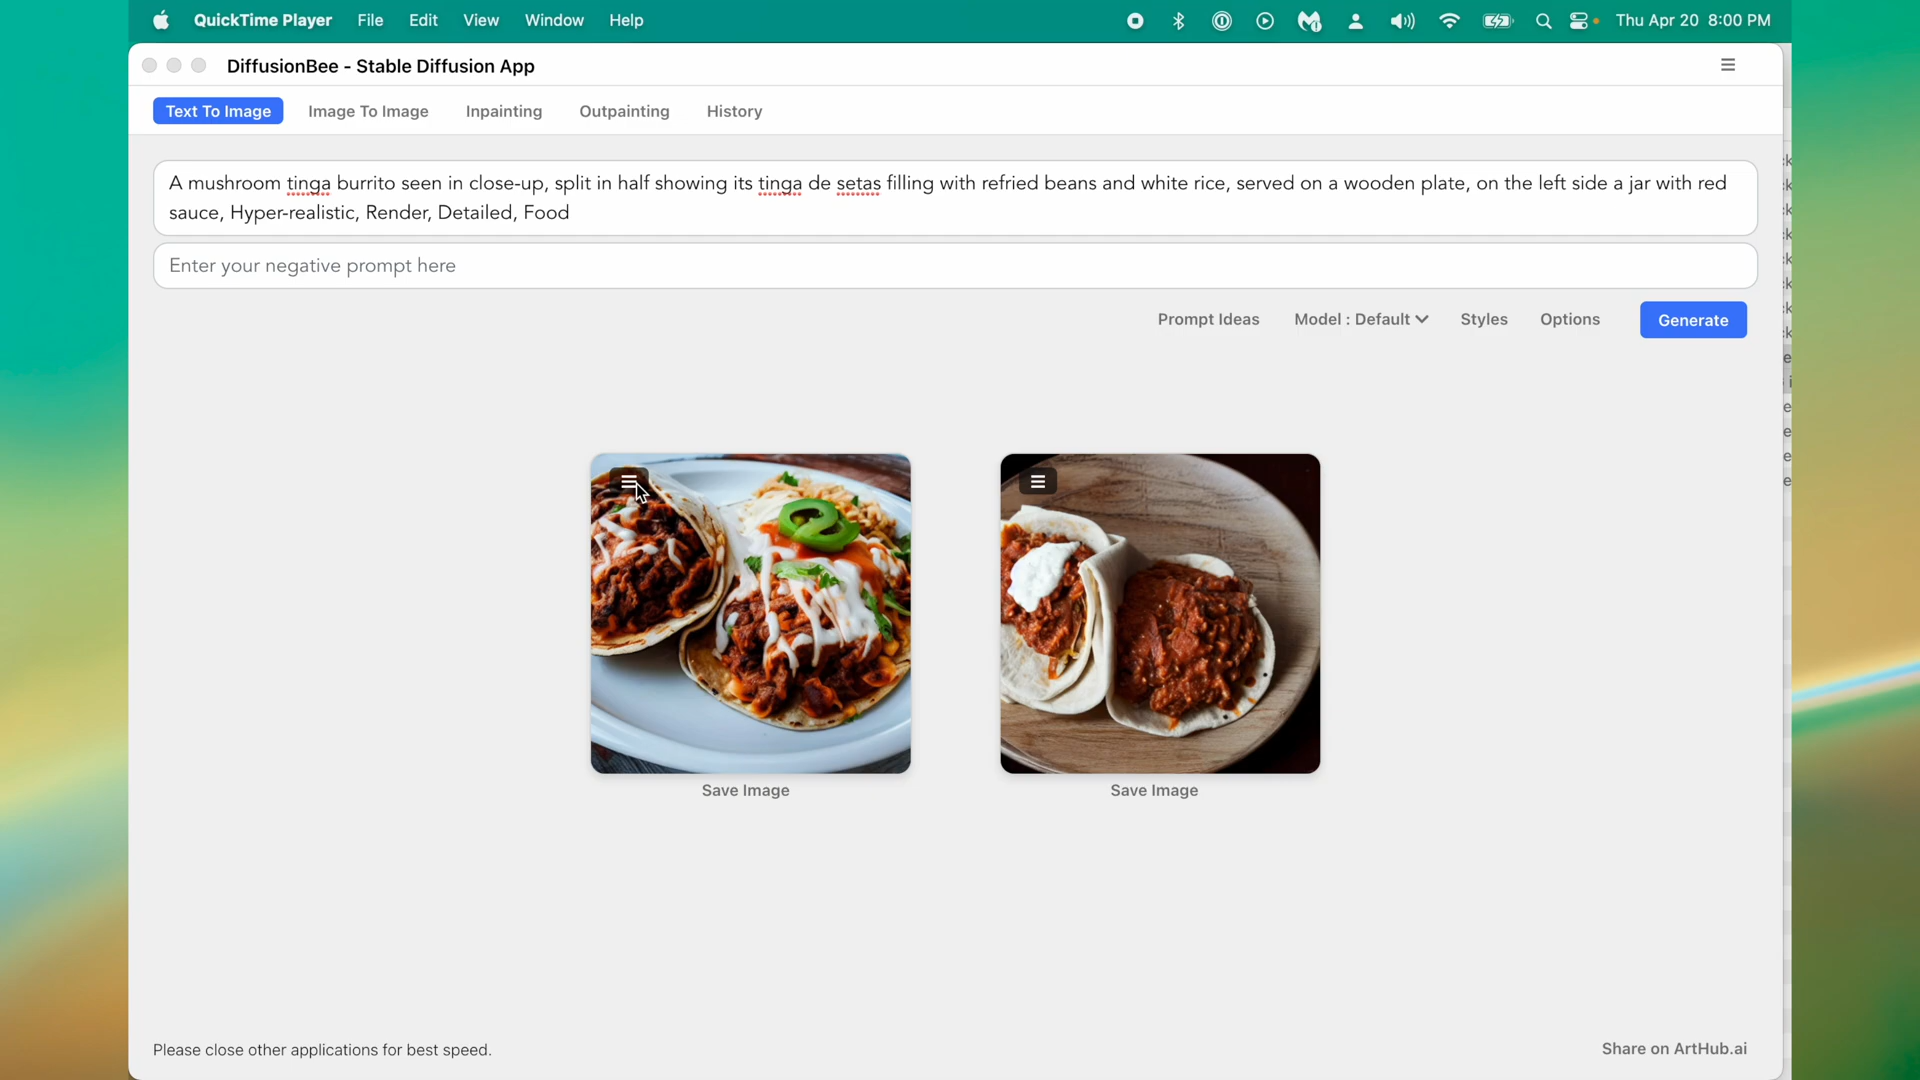 QuickTime Player File Edit View Window Help Thu Apr 20 8:00 PM
DiffusionBee - Stable Diffusion App
Text To Image Image To Image Inpainting Outpainting History
A mushroom tinga burrito seen in close-up, split in half showing its tinga de setas filling with refried beans and white rice, served on a wooden plate, on the left side a jar with red
sauce, Hyper-realistic, Render, Detailed, Food
Enter your negative prompt here
Prompt Ideas Model : Default Styles Options Generate
Save Image Save Image
Please close other applications for best speed. Share on ArtHub.ai